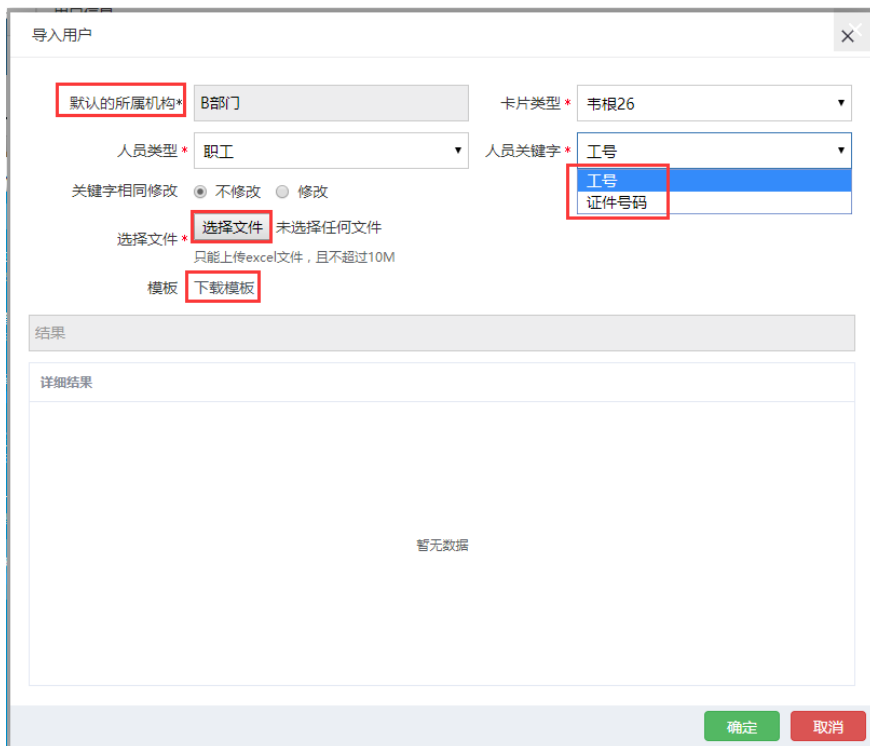 导入用户
默认的所属机构* B部门 卡片类型 * 韦根26
人员类型 * 职工 人员关键字 * 工号
工号
关键字相同修改 不修改 修改
证件号码
选择文件 * 选择文件 未选择任何文件
只能上传excel文件，且不超过10M
模板 下载模板
结果
详细结果
暂无数据
确定 取消